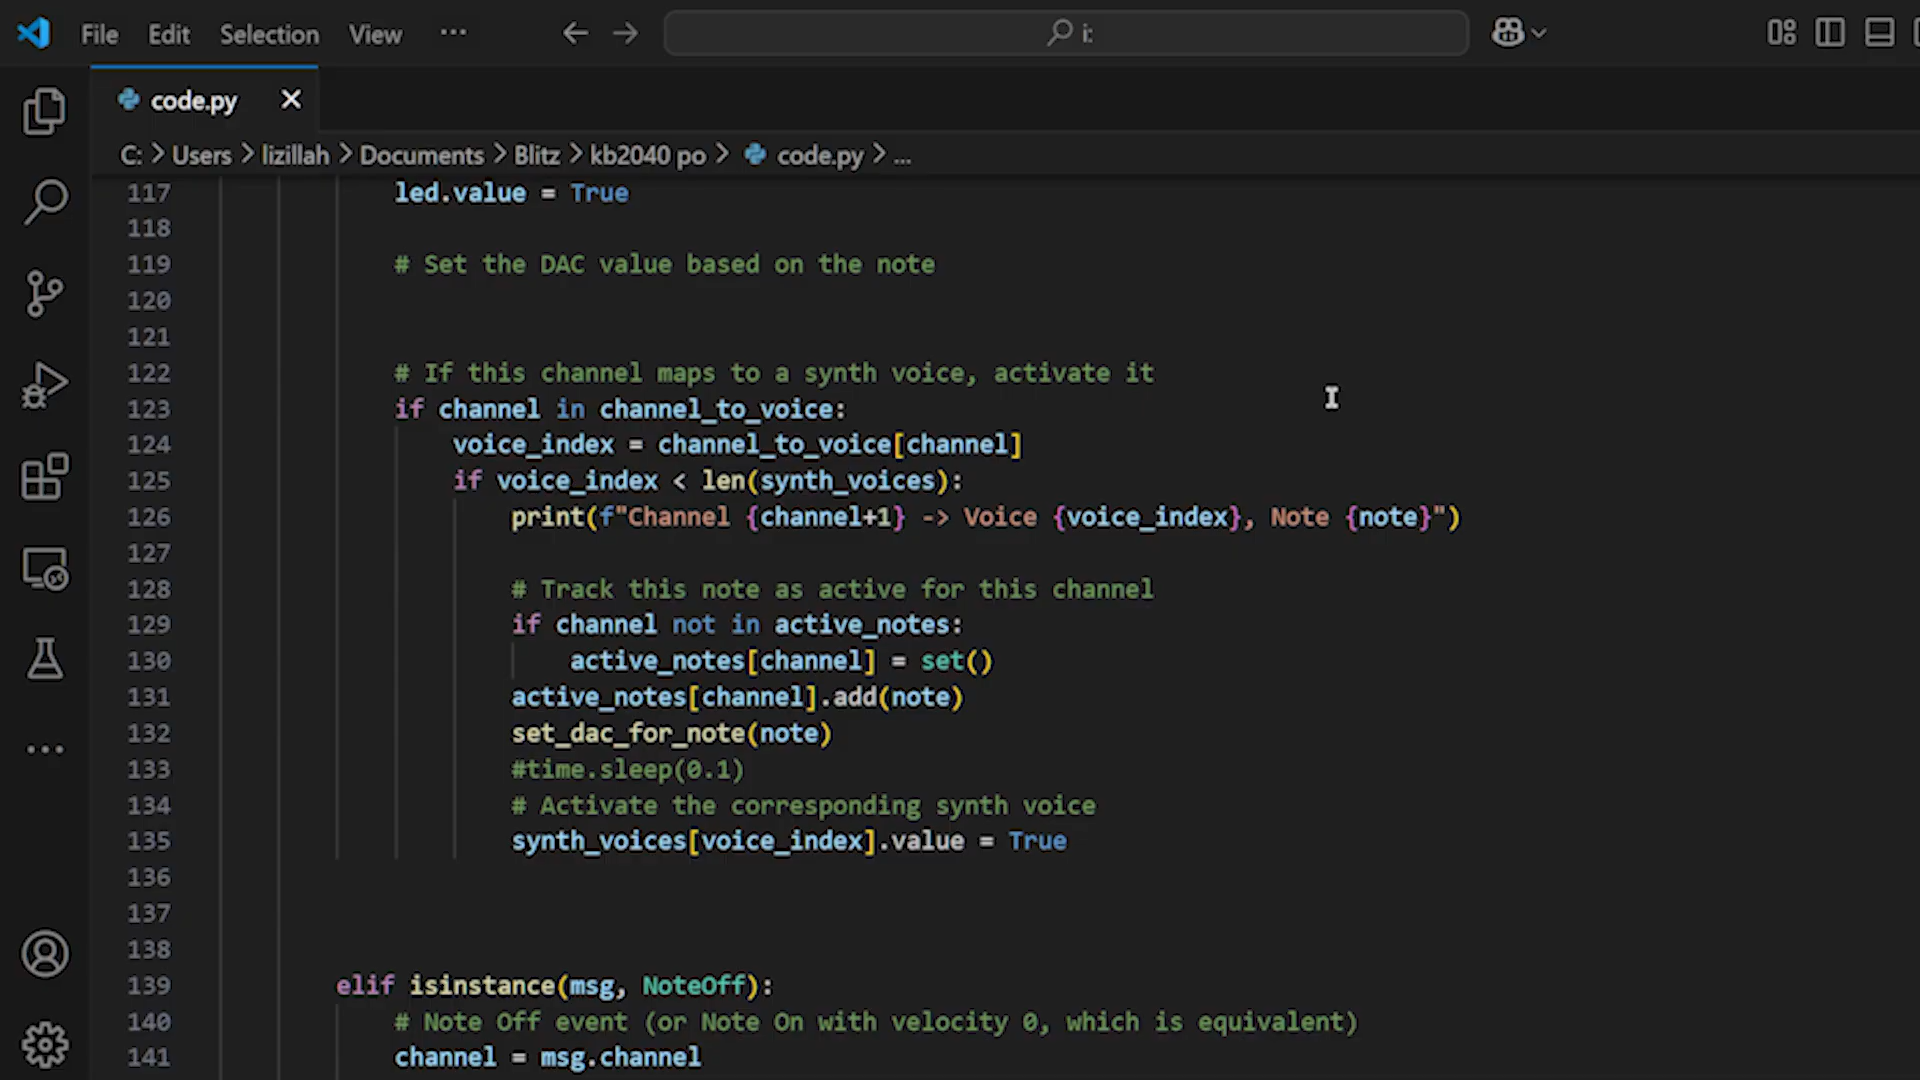 File Edit Selection View ...
i:
code.py
C: > Users > lizillah > Documents > Blitz > kb2040 po > code.py > ...
117 led.value = True
118
119 # Set the DAC value based on the note
120
121
122 # If this channel maps to a synth voice, activate it
123 if channel in channel_to_voice:
124 voice_index = channel_to_voice[channel]
125 if voice_index < len(synth_voices):
126 print(f"Channel {channel+1} -> Voice {voice_index}, Note {note}")
127
128 # Track this note as active for this channel
129 if channel not in active_notes:
130 active_notes[channel] = set()
131 active_notes[channel].add(note)
132 set_dac_for_note(note)
133 #time.sleep(0.1)
134 # Activate the corresponding synth voice
135 synth_voices[voice_index].value = True
136
137
138
139 elif isinstance(msg, NoteOff):
140 # Note Off event (or Note On with velocity 0, which is equivalent)
141 channel = msg.channel